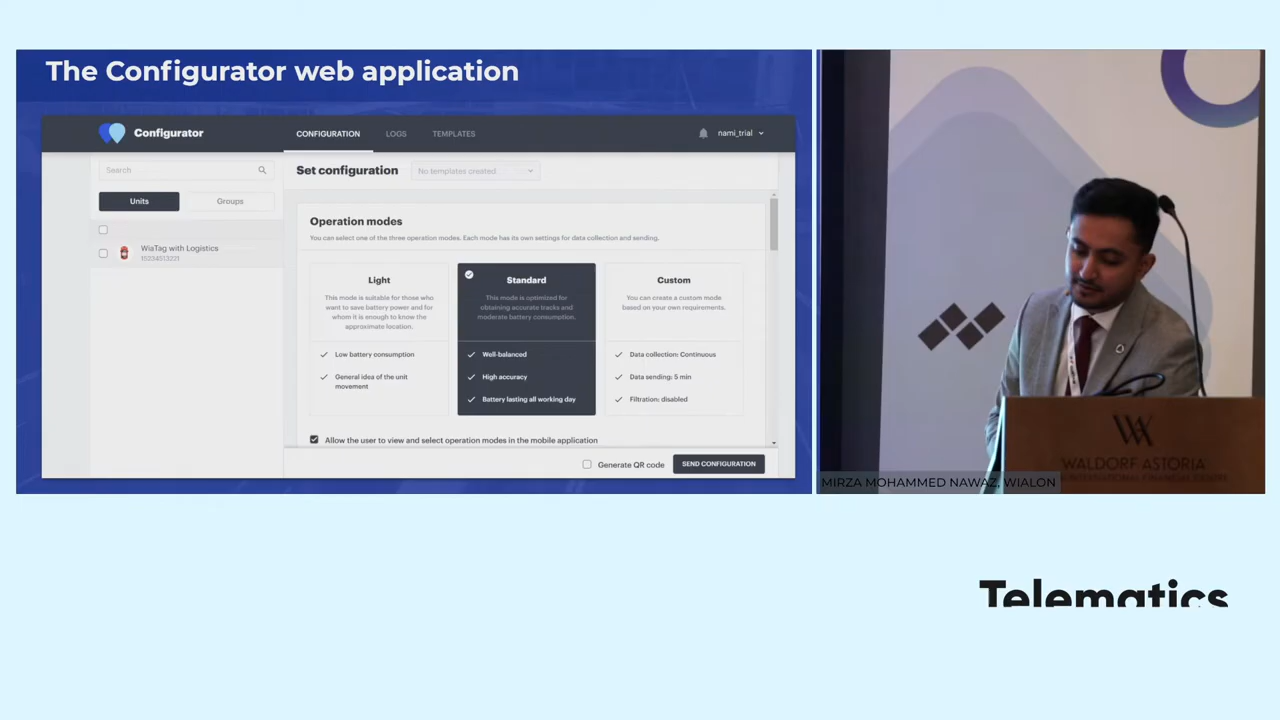 The Configurator web application
Configurator
CONFIGURATION
LOGS
TEMPLATES
nami_trial
Search
Set configuration
No templates created
Units
Groups
Operation modes
You can select one of the three operation modes. Each mode has its own settings for data collection and sending.
WiaTag with Logistics
15234513221
Light
This mode is suitable for those who
want to save battery power and for
whom it is enough to know the
approximate location.
Low battery consumption
General idea of the unit
movement
Standard
This mode is optimized for
obtaining accurate tracks and
moderate battery consumption.
Well-balanced
High accuracy
Battery lasting all working day
Custom
You can create a custom mode
based on your own requirements.
Data collection: Continuous
Data sending: 5 min
Filtration: disabled
Allow the user to view and select operation modes in the mobile application
Generate QR code
SEND CONFIGURATION
WA
WALDORF ASTORIA
INTERNATIONAL FINANCIAL CENTRE
MIRZA MOHAMMED NAWAZ, WIALON
Telematics